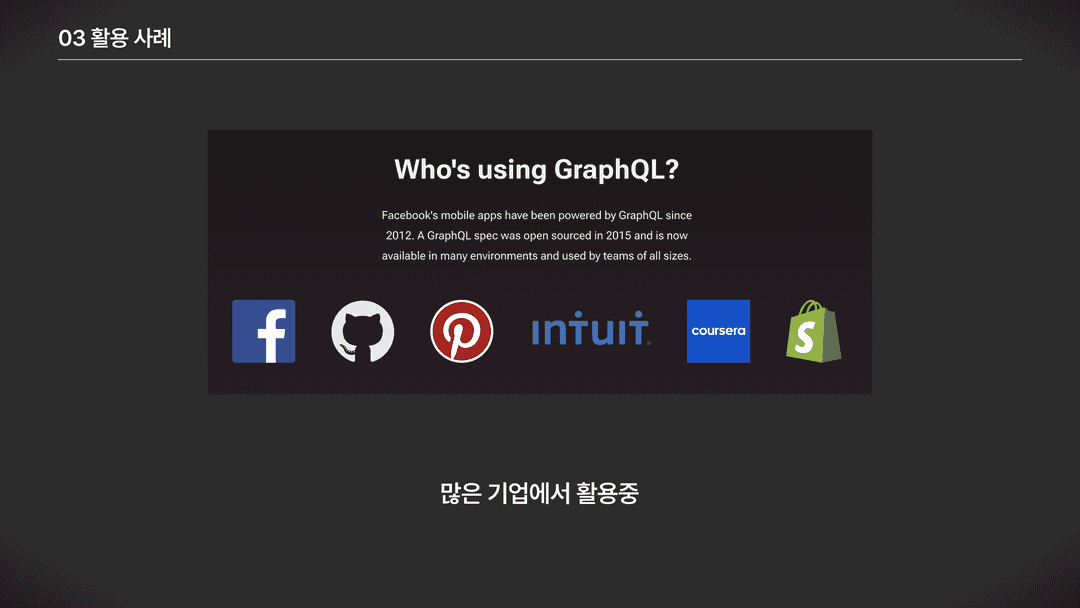 03 활용 사례
Who's using GraphQL?
Facebook's mobile apps have been powered by GraphQL since
2012. A GraphQL spec was open sourced in 2015 and is now
available in many environments and used by teams of all sizes.
f
intuit.
coursera
S
많은 기업에서 활용중